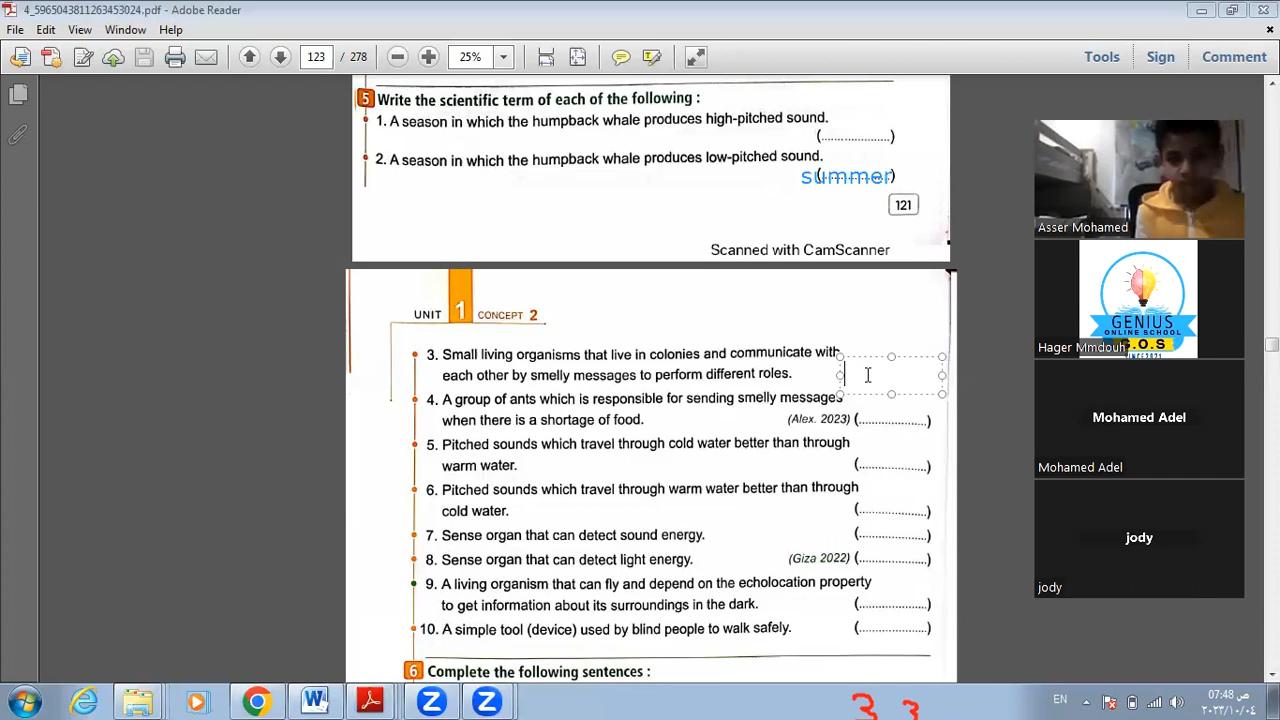 4_5965043811263453024.pdf - Adobe Reader
File Edit View Window Help
123 / 278 25% Tools Sign Comment
5 Write the scientific term of each of the following :
1. A season in which the humpback whale produces high-pitched sound.
(....................)
2. A season in which the humpback whale produces low-pitched sound.
(....................)
summer
121
Scanned with CamScanner
UNIT 1 CONCEPT 2
3. Small living organisms that live in colonies and communicate with
each other by smelly messages to perform different roles.
4. A group of ants which is responsible for sending smelly messages
when there is a shortage of food. (Alex. 2023) (....................)
5. Pitched sounds which travel through cold water better than through
warm water. (....................)
6. Pitched sounds which travel through warm water better than through
cold water. (....................)
7. Sense organ that can detect sound energy. (....................)
8. Sense organ that can detect light energy. (Giza 2022) (....................)
9. A living organism that can fly and depend on the echolocation property
to get information about its surroundings in the dark. (....................)
10. A simple tool (device) used by blind people to walk safely. (....................)
6 Complete the following sentences :
Asser Mohamed
GENIUS
ONLINE SCHOOL
G.O.S
SINCE2021
Hager Mmdouh
Mohamed Adel
Mohamed Adel
jody
jody
3 3
EN
07:48 ص
٢٠٢٣/١٠/٠٤